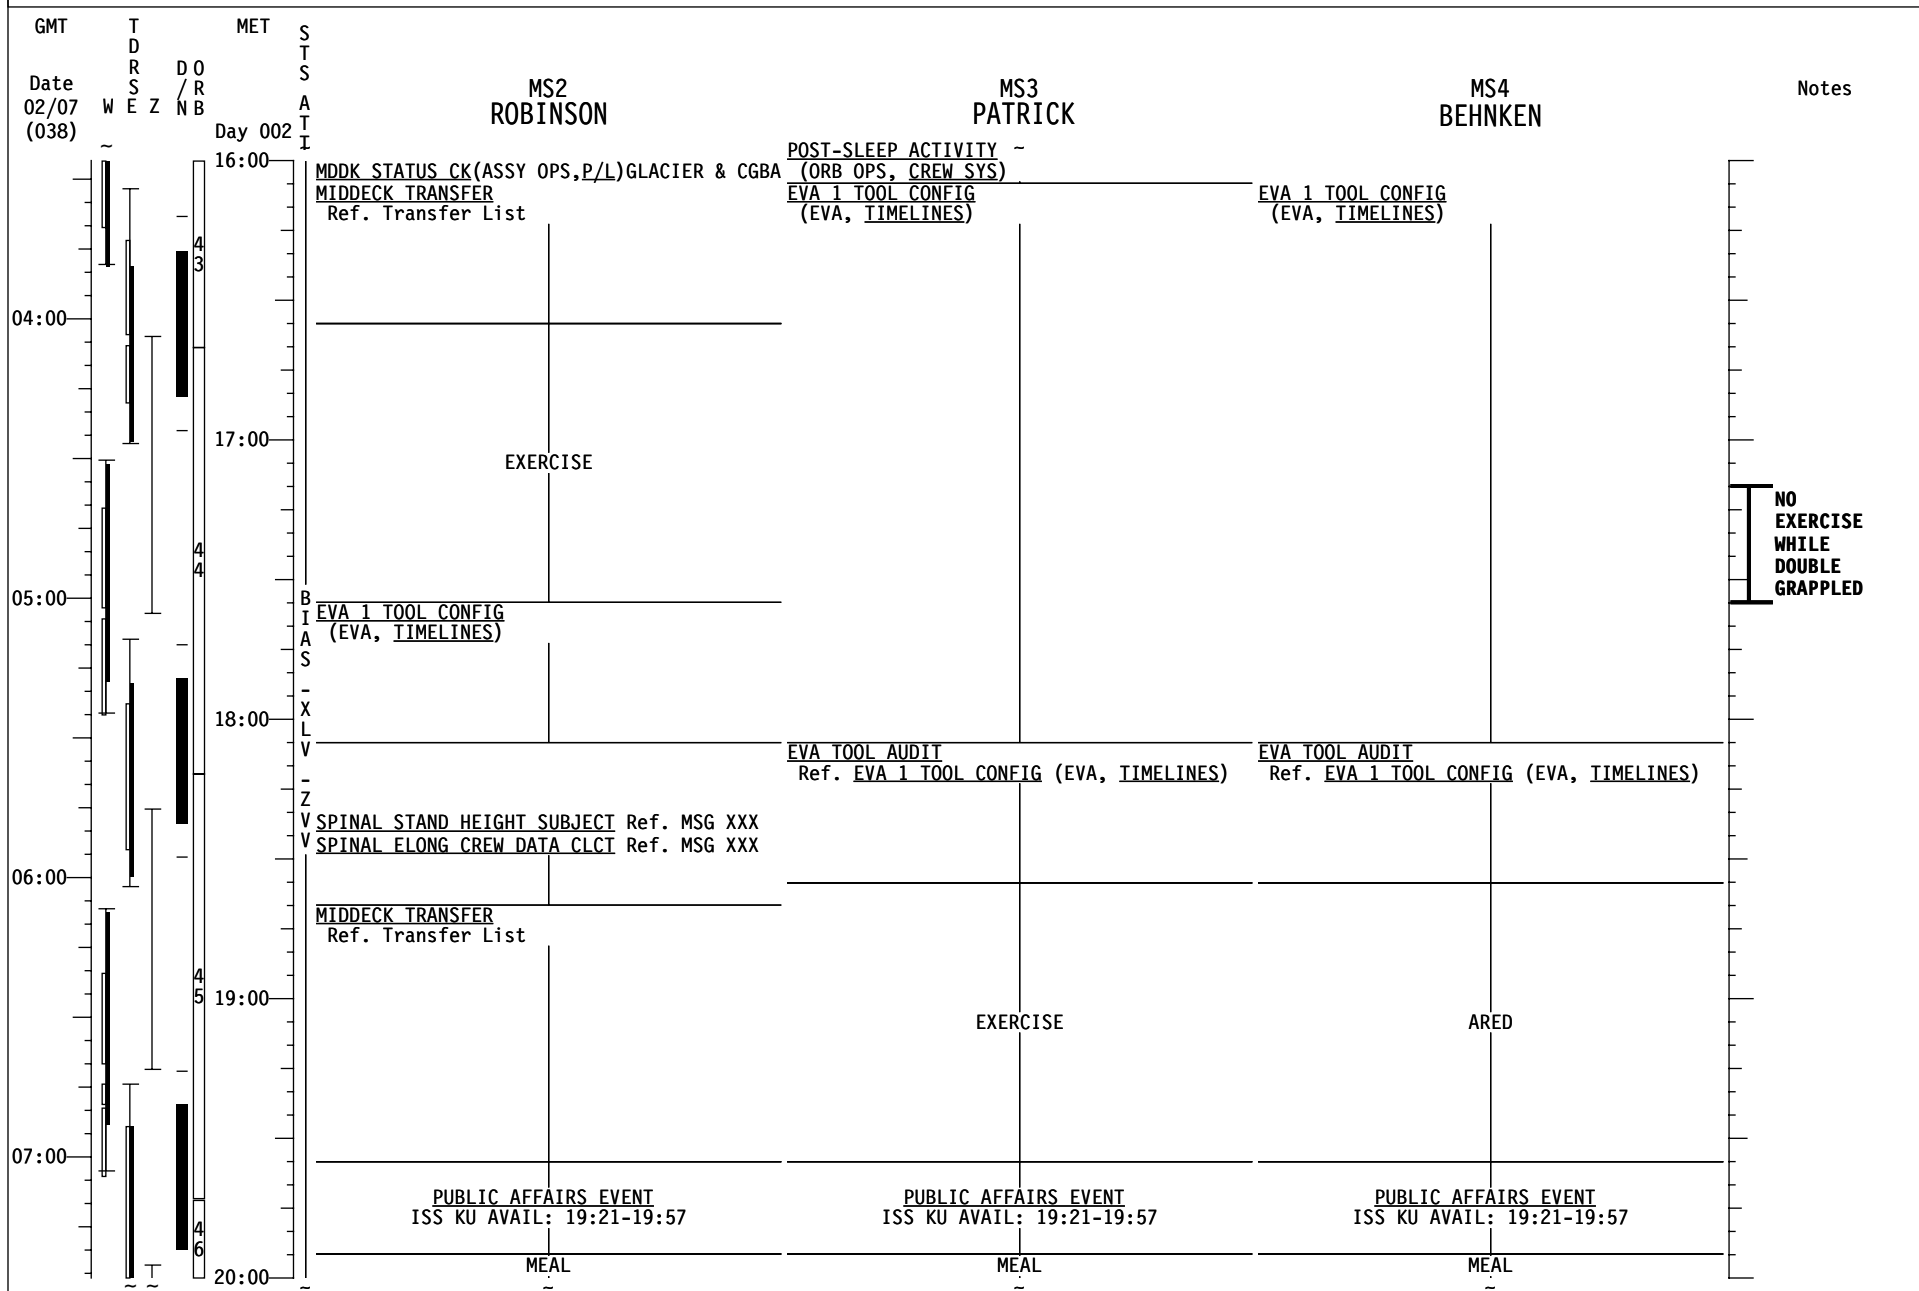 GMT
TDRS
MET
STS ATT
D/N
ORB
Date
02/07
(038)
W E Z
Day 002
MS2
ROBINSON
MS3
PATRICK
MS4
BEHNKEN
Notes
~
16:00
POST-SLEEP ACTIVITY ~
MDDK STATUS CK(ASSY OPS,P/L)GLACIER & CGBA
(ORB OPS, CREW SYS)
MIDDECK TRANSFER
Ref. Transfer List
EVA 1 TOOL CONFIG
(EVA, TIMELINES)
EVA 1 TOOL CONFIG
(EVA, TIMELINES)
43
04:00
17:00
EXERCISE
NO
EXERCISE
WHILE
DOUBLE
GRAPPLED
44
05:00
BIAS -XLV -ZVV
EVA 1 TOOL CONFIG
(EVA, TIMELINES)
18:00
EVA TOOL AUDIT
Ref. EVA 1 TOOL CONFIG (EVA, TIMELINES)
EVA TOOL AUDIT
Ref. EVA 1 TOOL CONFIG (EVA, TIMELINES)
SPINAL STAND HEIGHT SUBJECT Ref. MSG XXX
SPINAL ELONG CREW DATA CLCT Ref. MSG XXX
06:00
MIDDECK TRANSFER
Ref. Transfer List
45
19:00
EXERCISE
ARED
07:00
PUBLIC AFFAIRS EVENT
ISS KU AVAIL: 19:21-19:57
PUBLIC AFFAIRS EVENT
ISS KU AVAIL: 19:21-19:57
PUBLIC AFFAIRS EVENT
ISS KU AVAIL: 19:21-19:57
46
MEAL
MEAL
MEAL
20:00
~ ~ ~ ~ ~ ~